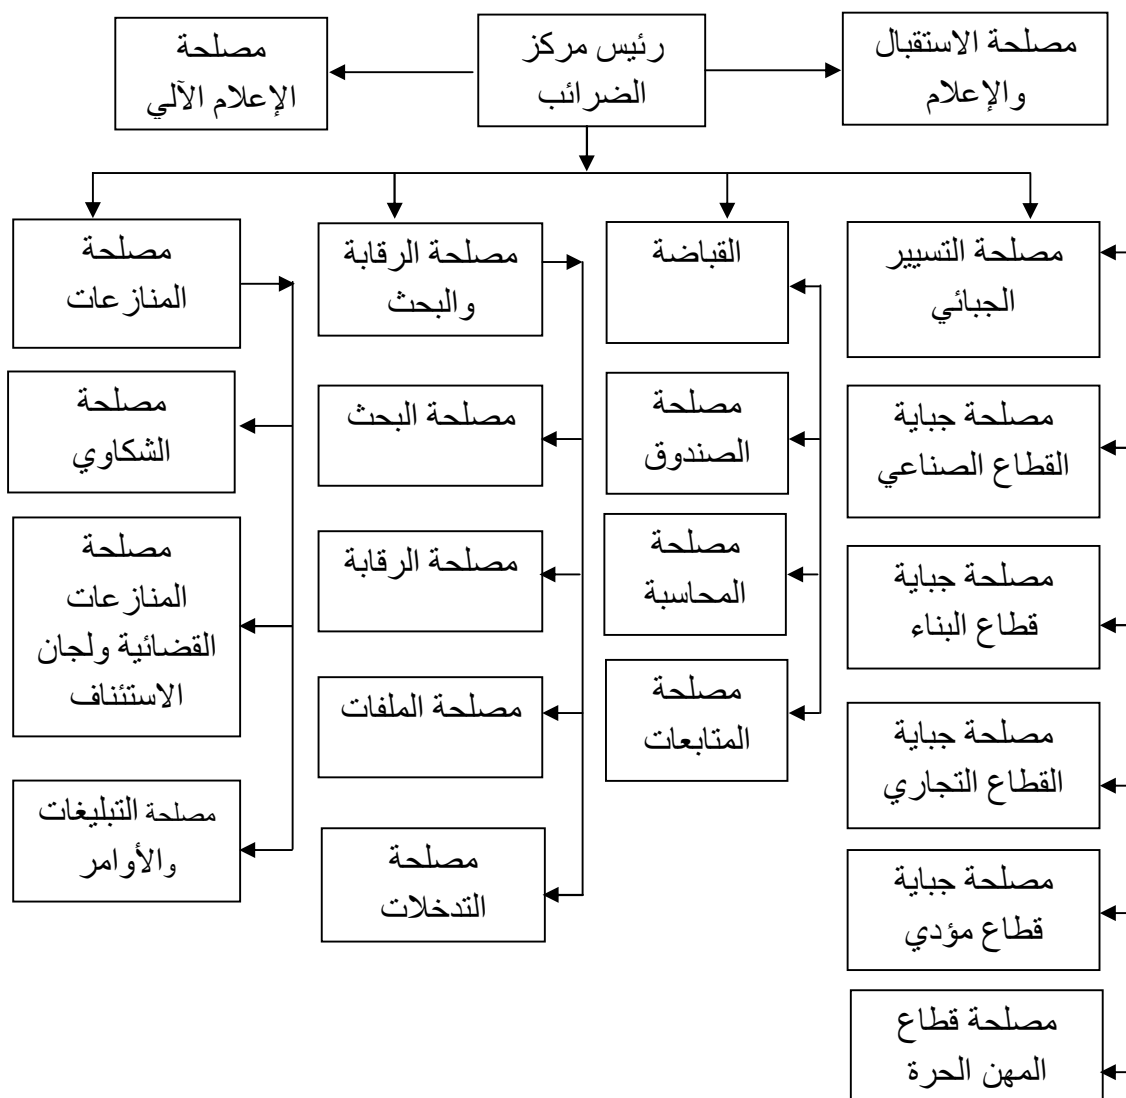 مصلحة الاستقبال
والإعلام
رئيس مركز
الضرائب
مصلحة
الإعلام الآلي
مصلحة التسيير
الجبائي
القباضة
مصلحة الرقابة
والبحث
مصلحة
المنازعات
مصلحة جباية
القطاع الصناعي
مصلحة
الصندوق
مصلحة البحث
مصلحة
الشكاوي
مصلحة جباية
قطاع البناء
مصلحة
المحاسبة
مصلحة الرقابة
مصلحة
المنازعات
القضائية ولجان
الاستئناف
مصلحة جباية
القطاع التجاري
مصلحة
المتابعات
مصلحة الملفات
مصلحة التبليغات
والأوامر
مصلحة جباية
قطاع مؤدي
مصلحة
التدخلات
مصلحة قطاع
المهن الحرة